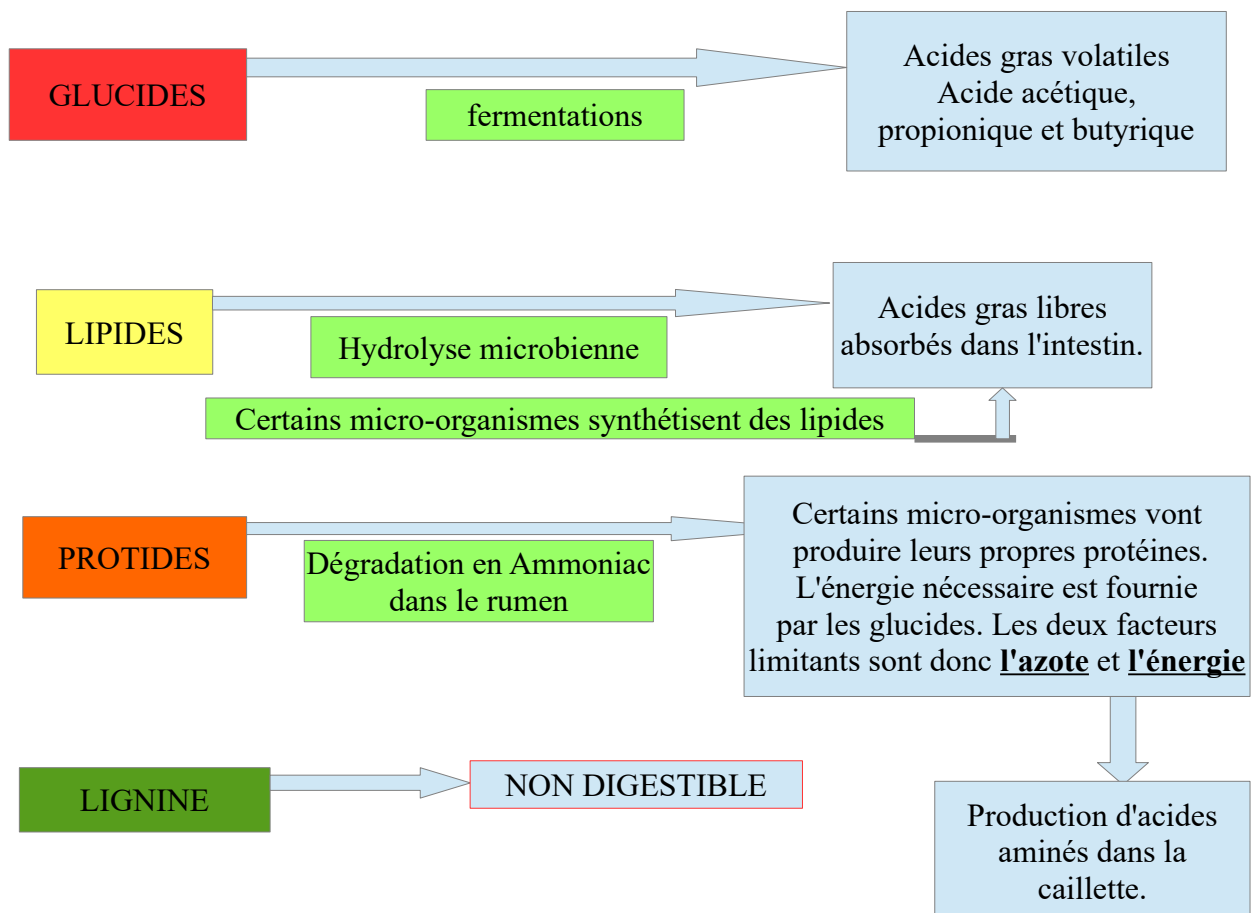 GLUCIDES
fermentations
Acides gras volatiles
Acide acétique,
propionique et butyrique
LIPIDES
Hydrolyse microbienne
Acides gras libres
absorbés dans l'intestin.
Certains micro-organismes synthétisent des lipides
PROTIDES
Dégradation en Ammoniac
dans le rumen
Certains micro-organismes vont
produire leurs propres protéines.
L'énergie nécessaire est fournie
par les glucides. Les deux facteurs
limitants sont donc l'azote et l'énergie
LIGNINE
NON DIGESTIBLE
Production d'acides
aminés dans la
caillette.